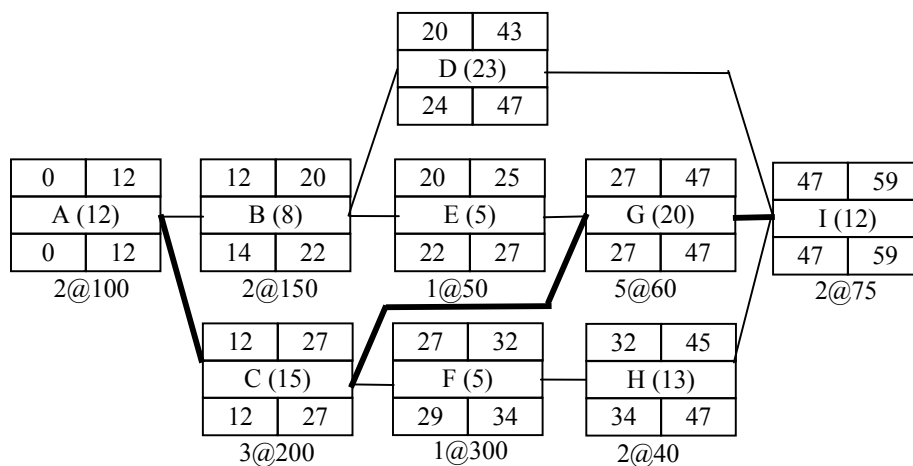 20 43
D (23)
24 47
0 12
A (12)
0 12
2@100
12 20
B (8)
14 22
2@150
20 25
E (5)
22 27
1@50
27 47
G (20)
27 47
5@60
47 59
I (12)
47 59
2@75
12 27
C (15)
12 27
3@200
27 32
F (5)
29 34
1@300
32 45
H (13)
34 47
2@40